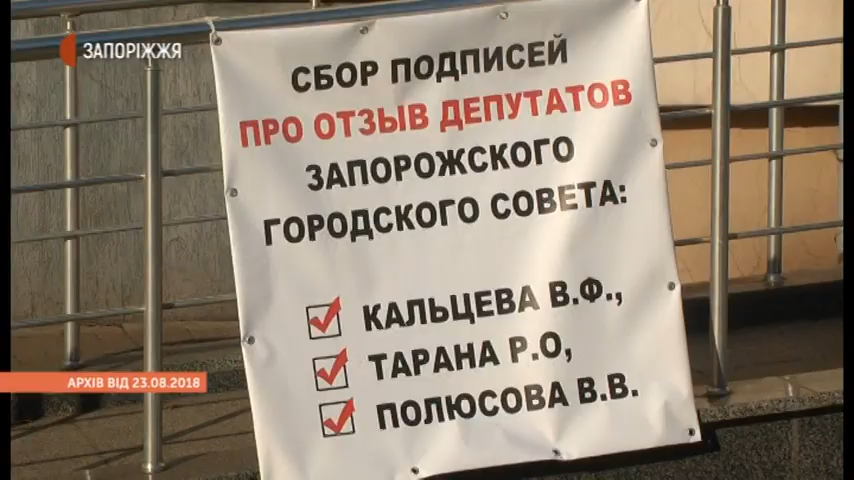 ЗАПОРІЖЖЯ
СБОР ПОДПИСЕЙ
ПРО ОТЗЫВ ДЕПУТАТОВ
ЗАПОРОЖСКОГО
ГОРОДСКОГО СОВЕТА:
КАЛЬЦЕВА В.Ф.,
ТАРАНА Р.О,
ПОЛЮСОВА В.В.
АРХІВ ВІД 23.08.2018